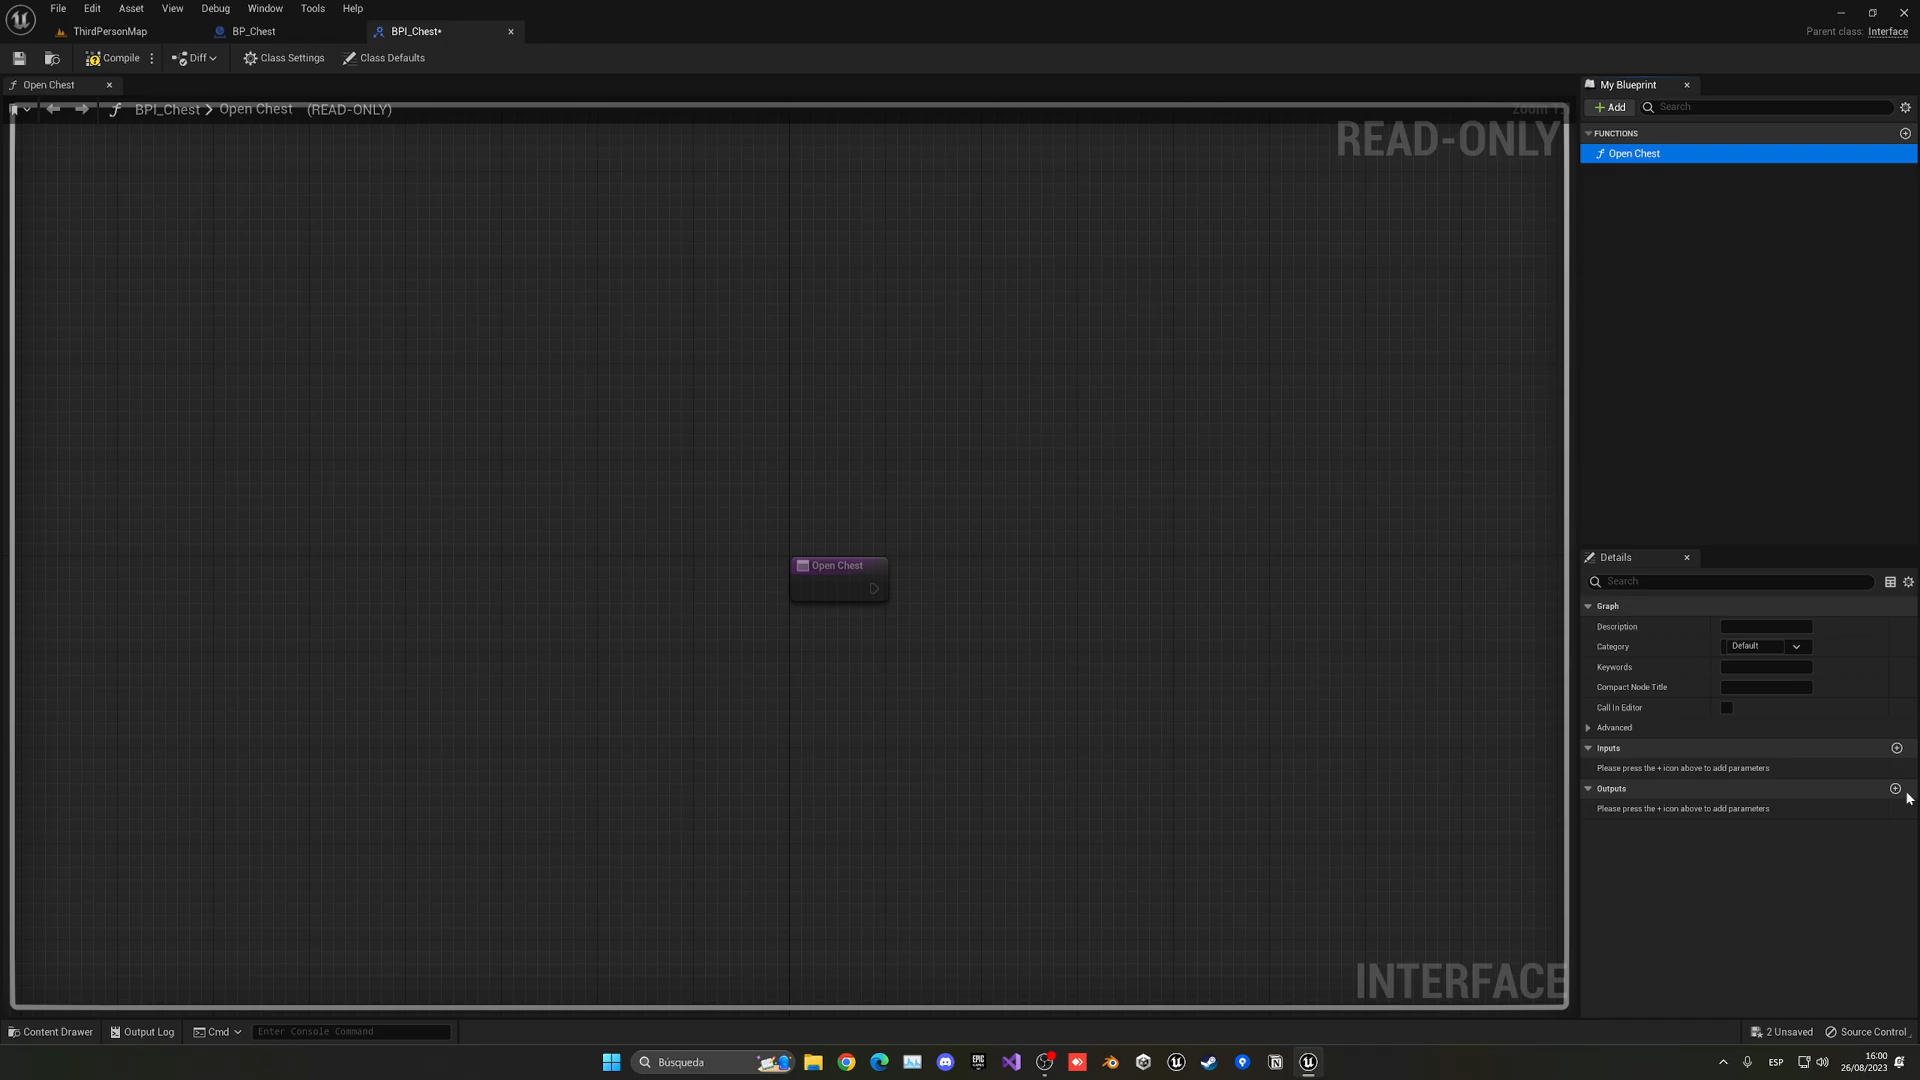 File Edit Asset View Debug Window Tools Help
ThirdPersonMap BP_Chest BPI_Chest*
Parent class: Interface
Compile Diff Class Settings Class Defaults
Open Chest
BPI_Chest > Open Chest (READ-ONLY)
READ-ONLY
Open Chest
INTERFACE
My Blueprint
+ Add Search
FUNCTIONS
Open Chest
Details
Search
Graph
Description
Category Default
Keywords
Compact Node Title
Call In Editor
Advanced
Inputs
Please press the + icon above to add parameters
Outputs
Please press the + icon above to add parameters
Content Drawer Output Log Cmd Enter Console Command
2 Unsaved Source Control
Búsqueda
EPIC GAMES
ESP
16:00
26/08/2023